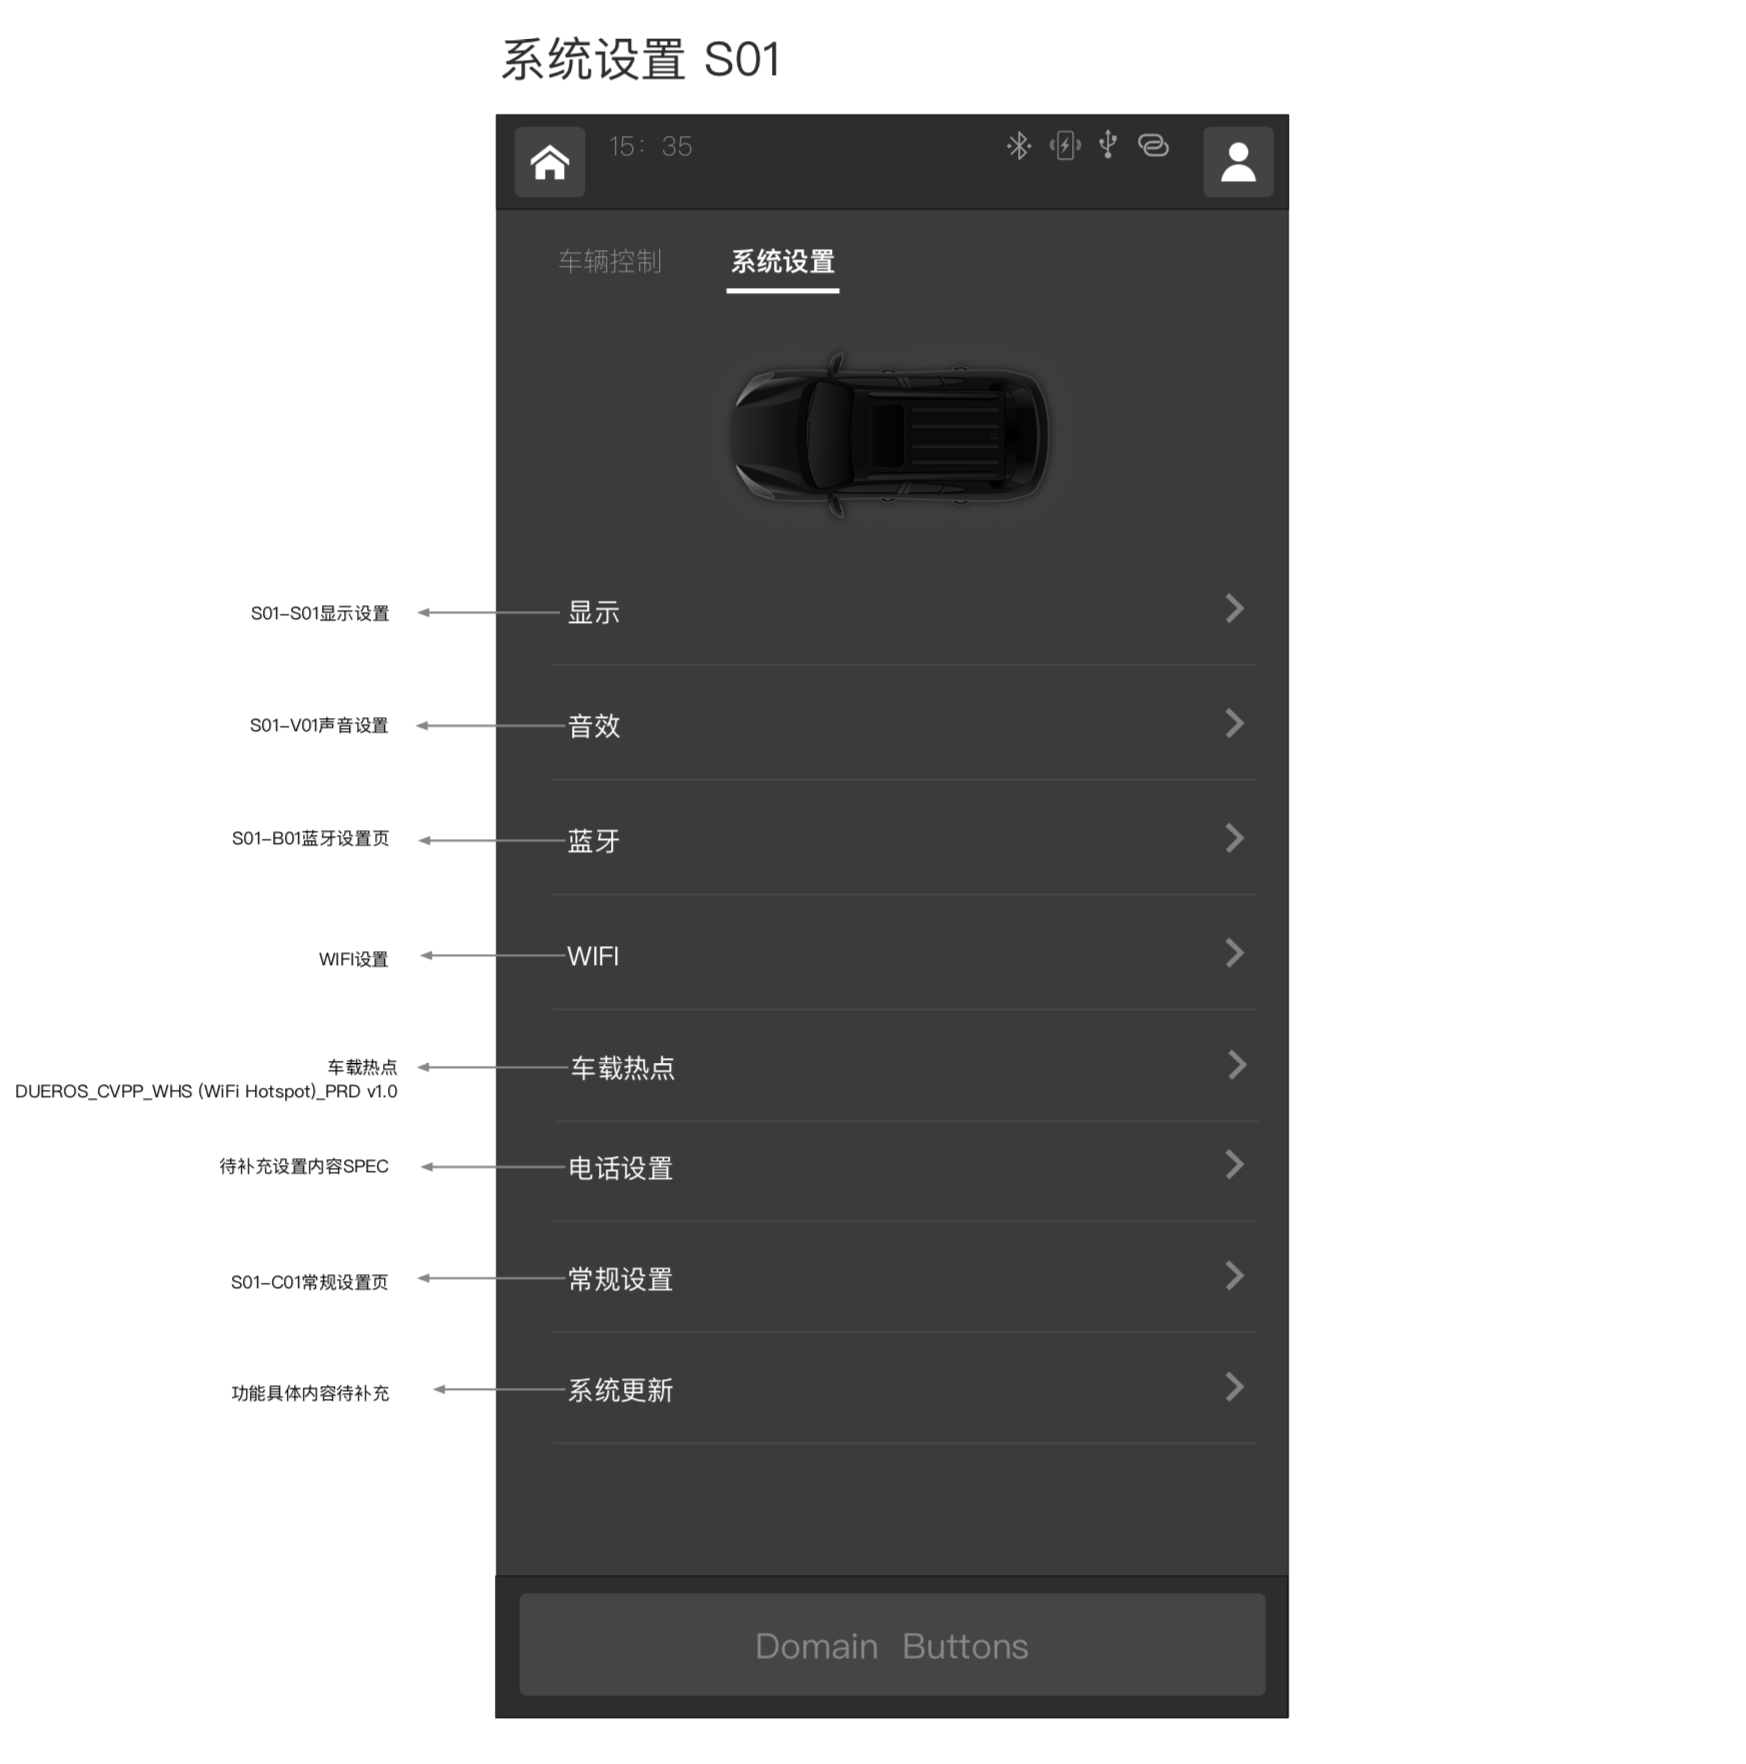 系统设置 S01
15: 35
车辆控制 系统设置
S01-S01显示设置 显示
S01-V01声音设置 音效
S01-B01蓝牙设置页 蓝牙
WIFI设置 WIFI
车载热点 车载热点
DUEROS_CVPP_WHS (WiFi Hotspot)_PRD v1.0
待补充设置内容SPEC 电话设置
S01-C01常规设置页 常规设置
功能具体内容待补充 系统更新
Domain Buttons